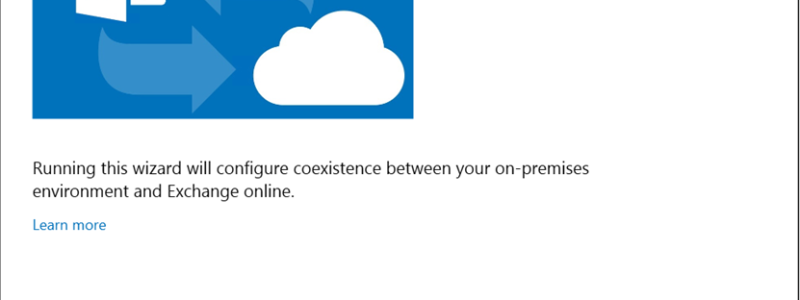 Running this wizard will configure coexistence between your on-premises
environment and Exchange online.
Learn more